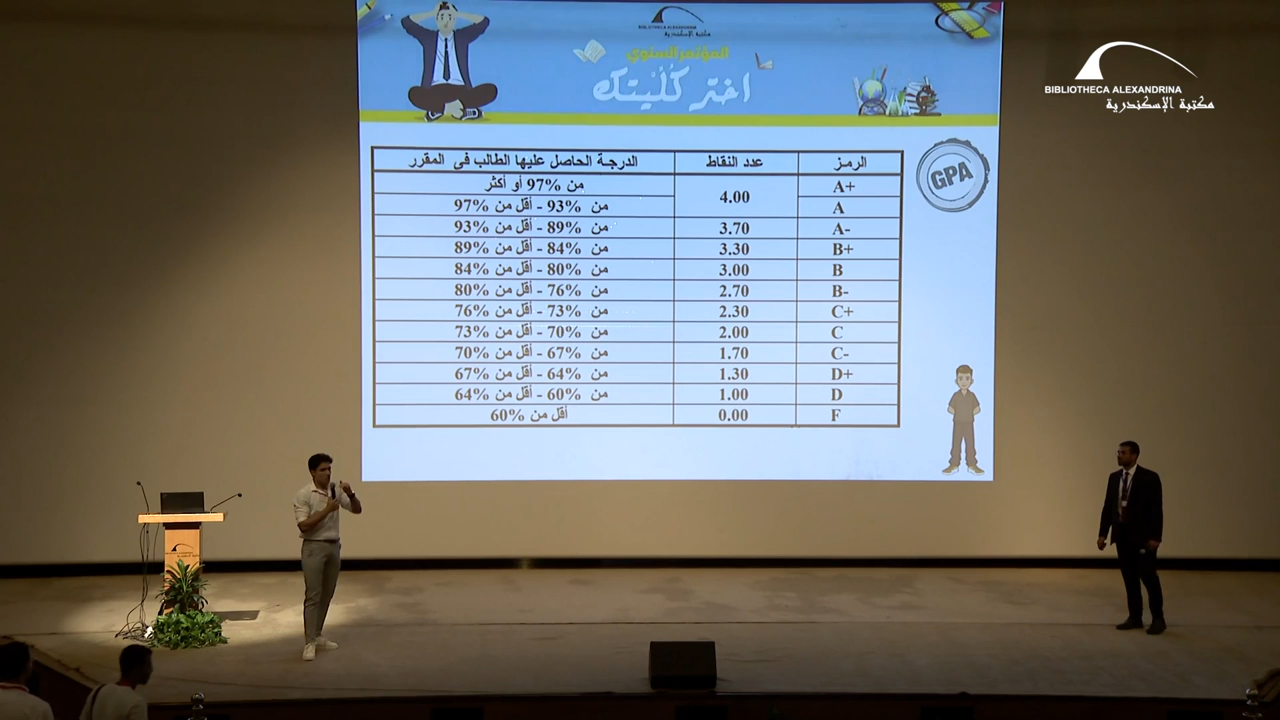 BIBLIOTHECA ALEXANDRINA
مكتبة الإسكندرية
المؤتمر السنوي
اختر كُلِّيْتك
BIBLIOTHECA ALEXANDRINA
مكتبة الإسكندرية
GPA
الرمز عدد النقاط الدرجة الحاصل عليها الطالب فى المقرر
A+ 4.00 من 97% أو أكثر
A من 93% - أقل من 97%
A- 3.70 من 89% - أقل من 93%
B+ 3.30 من 84% - أقل من 89%
B 3.00 من 80% - أقل من 84%
B- 2.70 من 76% - أقل من 80%
C+ 2.30 من 73% - أقل من 76%
C 2.00 من 70% - أقل من 73%
C- 1.70 من 67% - أقل من 70%
D+ 1.30 من 64% - أقل من 67%
D 1.00 من 60% - أقل من 64%
F 0.00 أقل من 60%